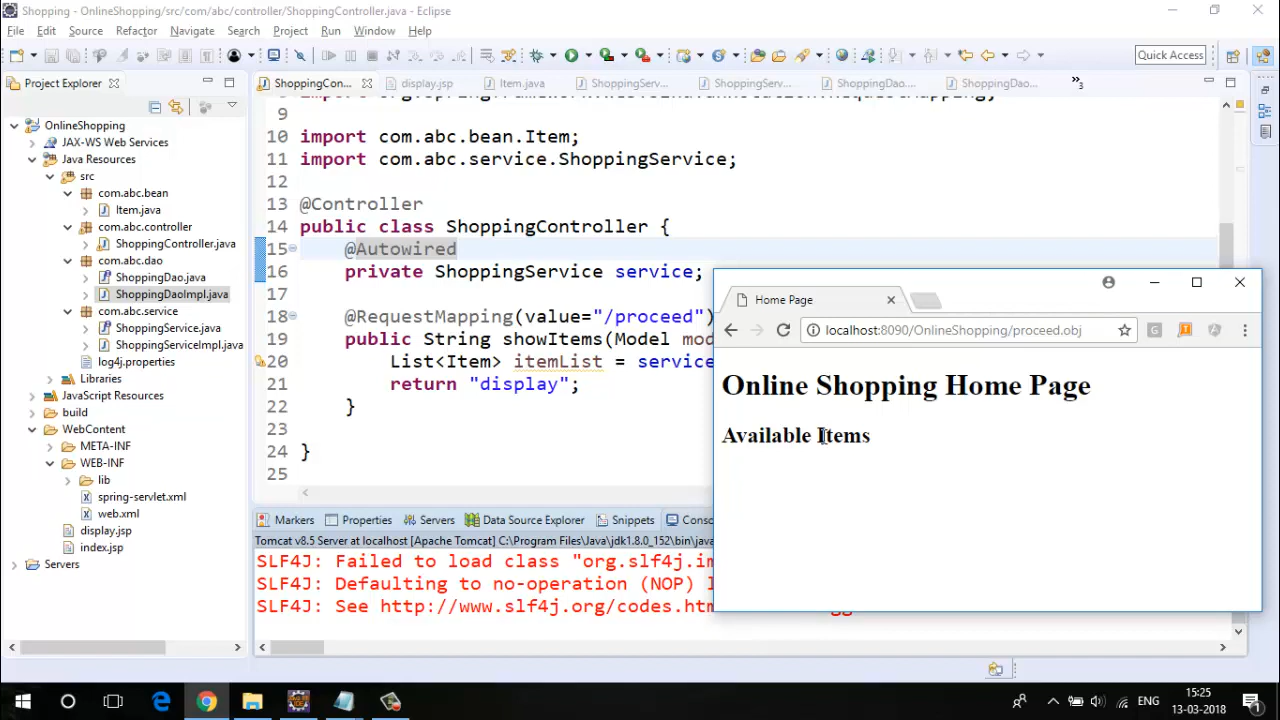 Shopping - OnlineShopping/src/com/abc/controller/ShoppingController.java - Eclipse
File Edit Source Refactor Navigate Search Project Run Window Help
Quick Access
Project Explorer
ShoppingCon... display.jsp Item.java ShoppingServ... ShoppingServ... ShoppingDao.... ShoppingDao... »3
OnlineShopping
JAX-WS Web Services
Java Resources
src
com.abc.bean
Item.java
com.abc.controller
ShoppingController.java
com.abc.dao
ShoppingDao.java
ShoppingDaoImpl.java
com.abc.service
ShoppingService.java
ShoppingServiceImpl.java
log4j.properties
Libraries
JavaScript Resources
build
WebContent
META-INF
WEB-INF
lib
spring-servlet.xml
web.xml
display.jsp
index.jsp
Servers
9
10 import com.abc.bean.Item;
11 import com.abc.service.ShoppingService;
12
13 @Controller
14 public class ShoppingController {
15 @Autowired
16 private ShoppingService service;
17
18 @RequestMapping(value="/proceed")
19 public String showItems(Model mod
20 List<Item> itemList = service
21 return "display";
22 }
23
24 }
25
Home Page
localhost:8090/OnlineShopping/proceed.obj
Online Shopping Home Page
Available Items
Markers Properties Servers Data Source Explorer Snippets Conso
Tomcat v8.5 Server at localhost [Apache Tomcat] C:\Program Files\Java\jdk1.8.0_152\bin\java
SLF4J: Failed to load class "org.slf4j.im
SLF4J: Defaulting to no-operation (NOP) l
SLF4J: See http://www.slf4j.org/codes.htm
ENG
15:25
13-03-2018
1